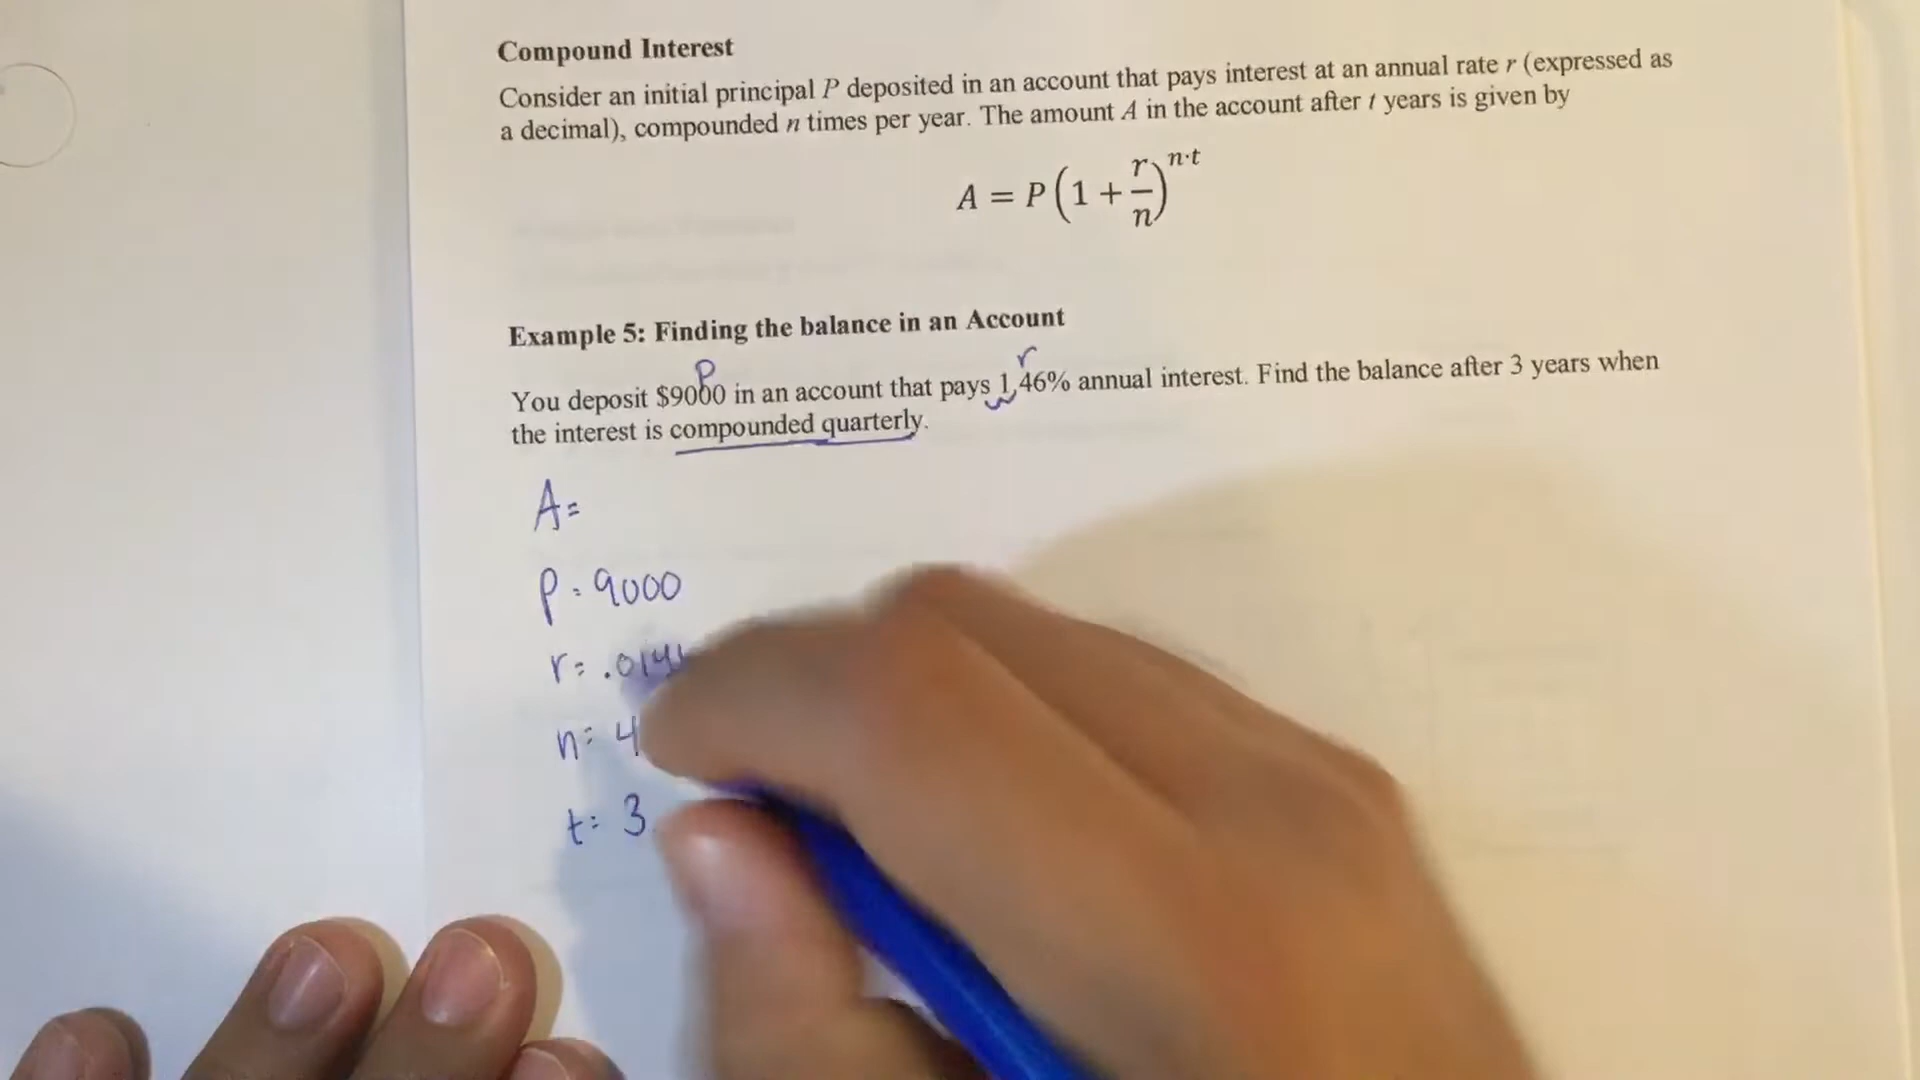 Compound Interest
Consider an initial principal P deposited in an account that pays interest at an annual rate r (expressed as
a decimal), compounded n times per year. The amount A in the account after t years is given by
A = P(1 + r/n)^n·t
Example 5: Finding the balance in an Account
P r
You deposit $9000 in an account that pays 1.46% annual interest. Find the balance after 3 years when
the interest is compounded quarterly.
A=
P = 9000
r = .014
n = 4
t = 3